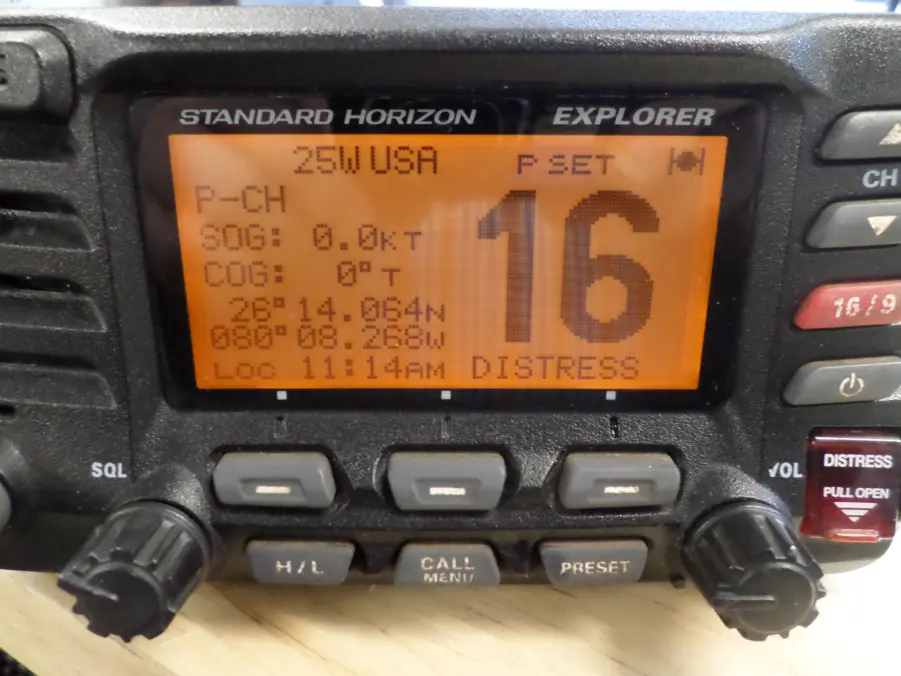 STANDARD HORIZON EXPLORER
25W USA P SET
P-CH
16
SOG: 0.0KT
COG: 0°T
26°14.064N
080°08.268W
LOC 11:14AM DISTRESS
CH
16/9
SQL
VOL
DISTRESS
PULL OPEN
H/L
CALL
MENU
PRESET